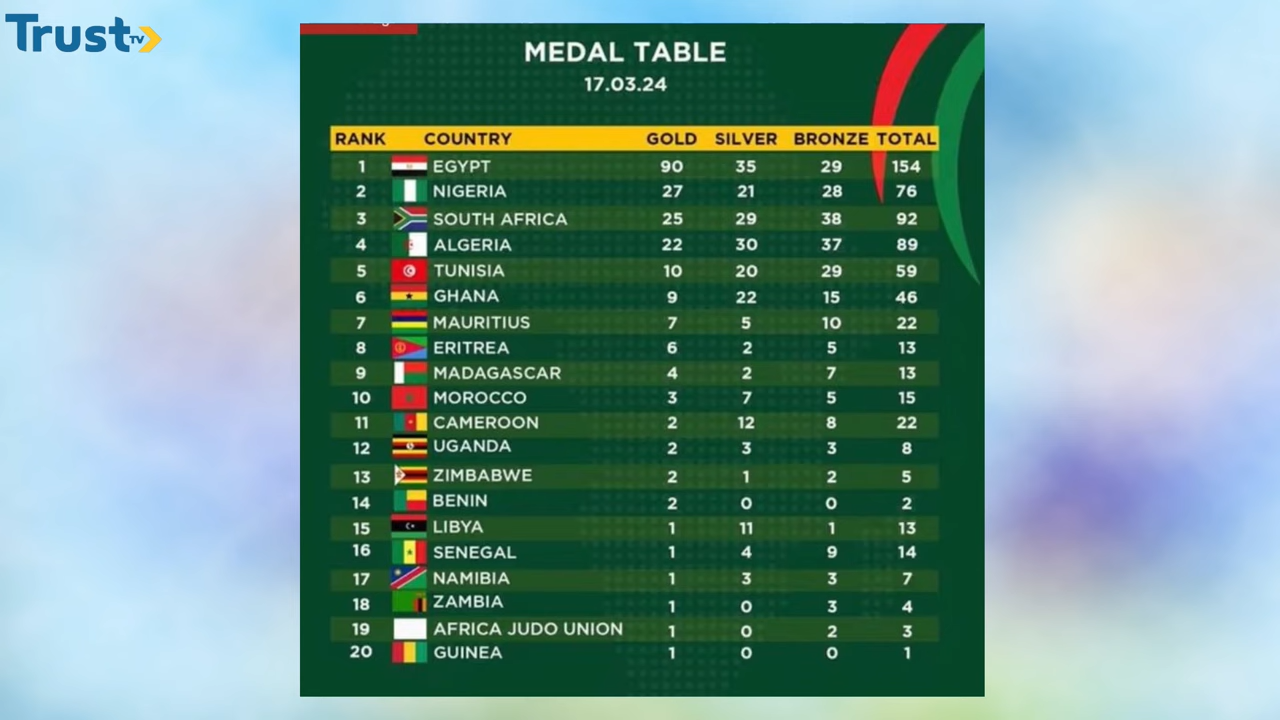 Trust TV
MEDAL TABLE
17.03.24
RANK COUNTRY GOLD SILVER BRONZE TOTAL
1 EGYPT 90 35 29 154
2 NIGERIA 27 21 28 76
3 SOUTH AFRICA 25 29 38 92
4 ALGERIA 22 30 37 89
5 TUNISIA 10 20 29 59
6 GHANA 9 22 15 46
7 MAURITIUS 7 5 10 22
8 ERITREA 6 2 5 13
9 MADAGASCAR 4 2 7 13
10 MOROCCO 3 7 5 15
11 CAMEROON 2 12 8 22
12 UGANDA 2 3 3 8
13 ZIMBABWE 2 1 2 5
14 BENIN 2 0 0 2
15 LIBYA 1 11 1 13
16 SENEGAL 1 4 9 14
17 NAMIBIA 1 3 3 7
18 ZAMBIA 1 0 3 4
19 AFRICA JUDO UNION 1 0 2 3
20 GUINEA 1 0 0 1